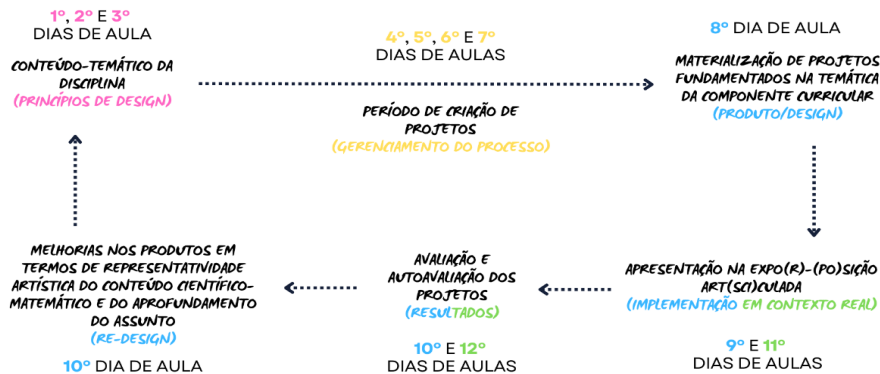 1º, 2º E 3º
DIAS DE AULA
CONTEÚDO-TEMÁTICO DA
DISCIPLINA
(PRINCÍPIOS DE DESIGN)
4º, 5º, 6º E 7º
DIAS DE AULAS
PERÍODO DE CRIAÇÃO DE
PROJETOS
(GERENCIAMENTO DO PROCESSO)
8º DIA DE AULA
MATERIALIZAÇÃO DE PROJETOS
FUNDAMENTADOS NA TEMÁTICA
DA COMPONENTE CURRICULAR
(PRODUTO/DESIGN)
APRESENTAÇÃO NA EXPO(R)-(PO)SIÇÃO
ART(SCI)CULADA
(IMPLEMENTAÇÃO EM CONTEXTO REAL)
9º E 11º
DIAS DE AULAS
AVALIAÇÃO E
AUTOAVALIAÇÃO DOS
PROJETOS
(RESULTADOS)
10º E 12º
DIAS DE AULAS
MELHORIAS NOS PRODUTOS EM
TERMOS DE REPRESENTATIVIDADE
ARTÍSTICA DO CONTEÚDO CIENTÍFICO-
MATEMÁTICO E DO APROFUNDAMENTO
DO ASSUNTO
(RE-DESIGN)
10º DIA DE AULA